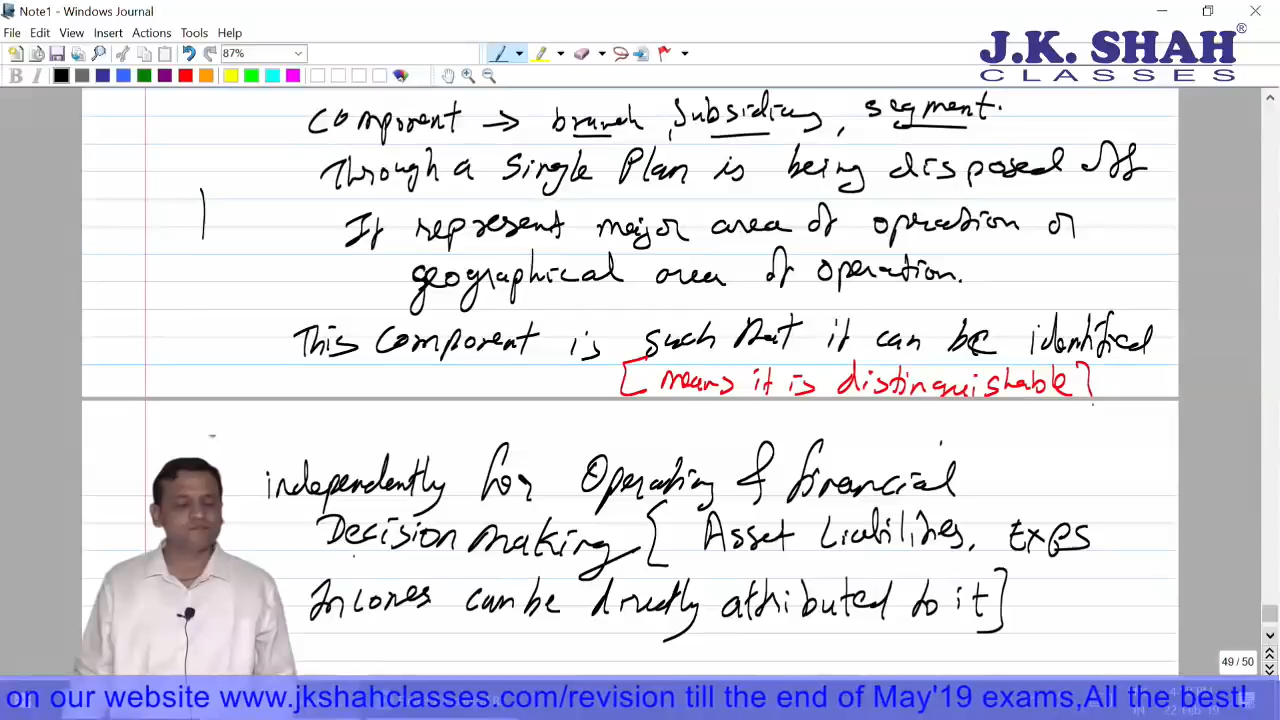 Note1 - Windows Journal
File Edit View Insert Actions Tools Help
87%
J.K. SHAH®
CLASSES
Component → branch, Subsidiary, segment.
Through a Single Plan is being disposed off
If represent major area of operation or
geographical area of operation.
This Component is such that it can be identified
[means it is distinguishable]
independently for Operating & financial
Decision making [Asset Liabilities, Exps
Incomes can be directly attributed to it]
49 / 50
on our website www.jkshahclasses.com/revision till the end of May'19 exams,All the best!